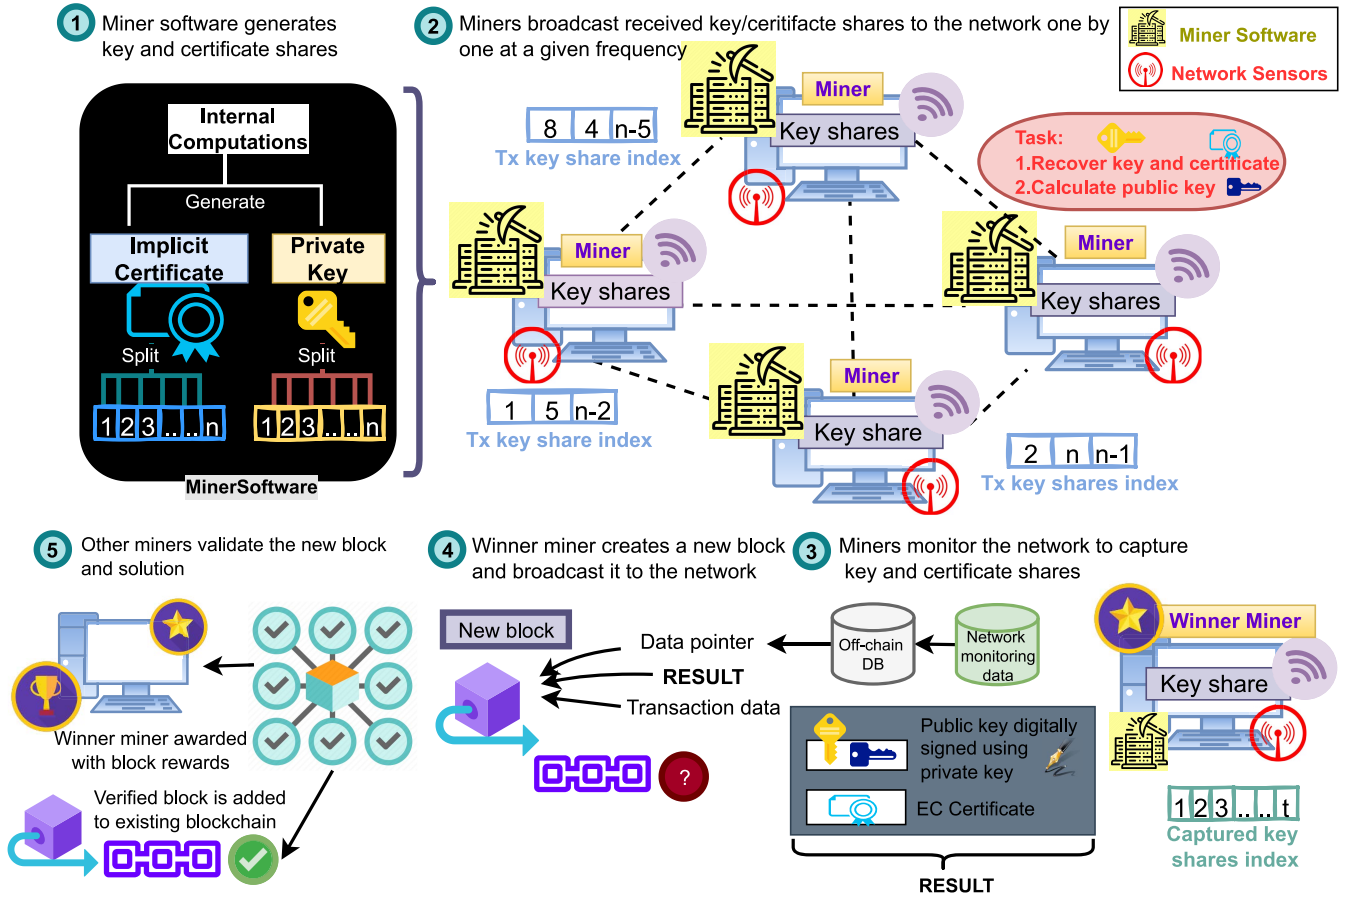 1
Miner software generates
key and certificate shares
Internal
Computations
Generate
Implicit
Certificate
Private
Key
Split
Split
1 2 3 .. .. n
1 2 3 .. .. n
MinerSoftware
2
Miners broadcast received key/ceritifacte shares to the network one by
one at a given frequency
Miner Software
Network Sensors
8 4 n-5
Tx key share index
Miner
Key shares
Task:
1.Recover key and certificate
2.Calculate public key
Miner
Key shares
Miner
Key shares
1 5 n-2
Tx key share index
Miner
Key share
2 n n-1
Tx key shares index
3
Miners monitor the network to capture
key and certificate shares
Winner Miner
Key share
1 2 3 .. .. t
Captured key
shares index
Network
monitoring
data
Off-chain
DB
Public key digitally
signed using
private key
EC Certificate
RESULT
4
Winner miner creates a new block
and broadcast it to the network
New block
Data pointer
RESULT
Transaction data
?
5
Other miners validate the new block
and solution
Winner miner awarded
with block rewards
Verified block is added
to existing blockchain